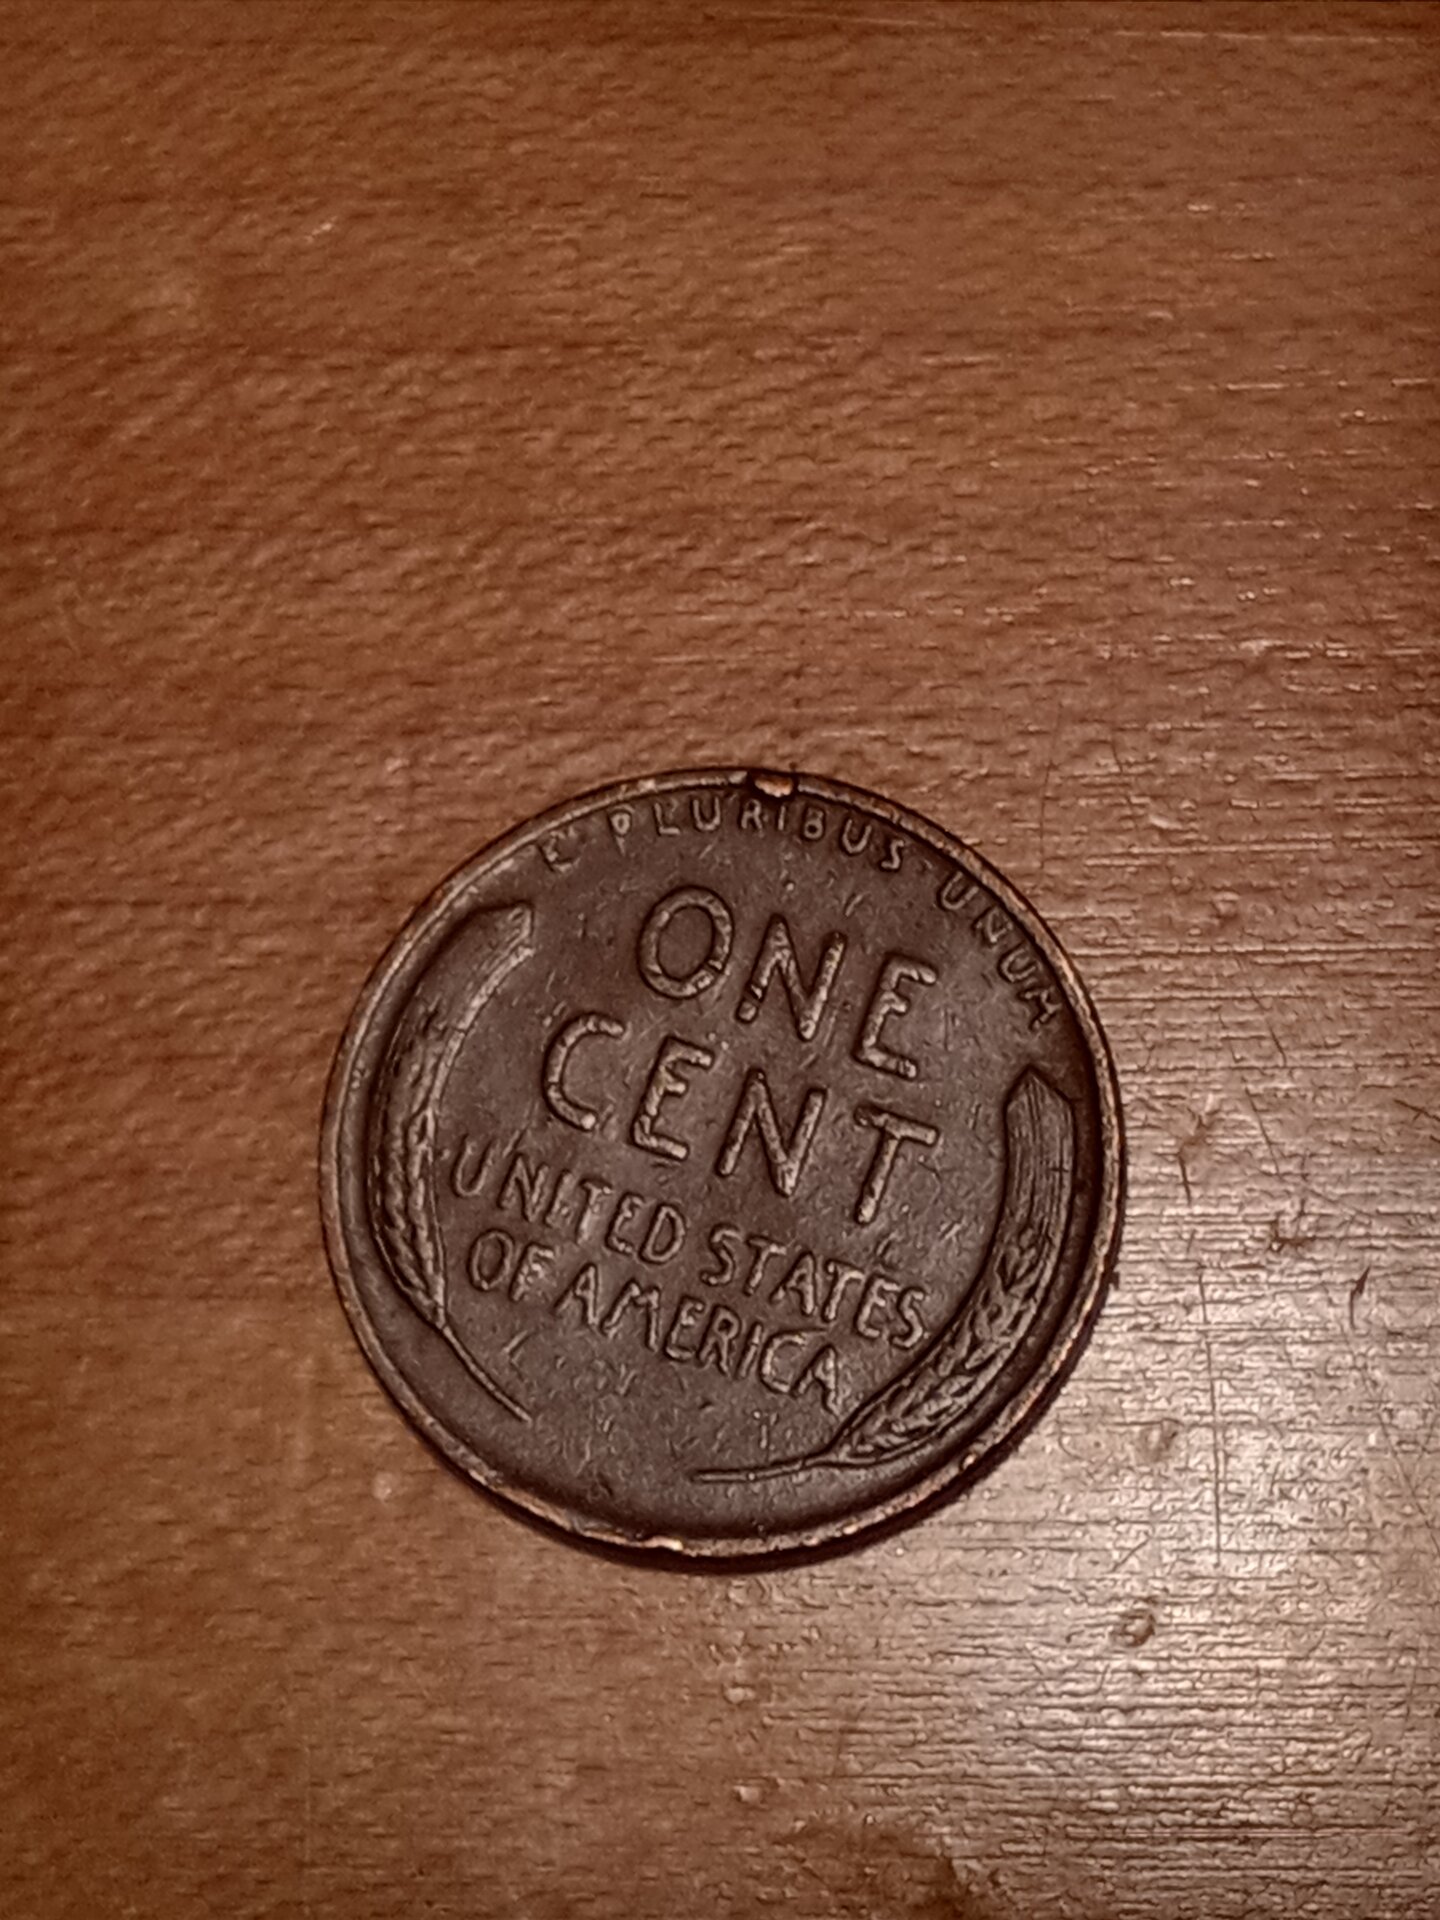 E·PLURIBUS·UNUM
ONE
CENT
UNITED STATES
OF AMERICA